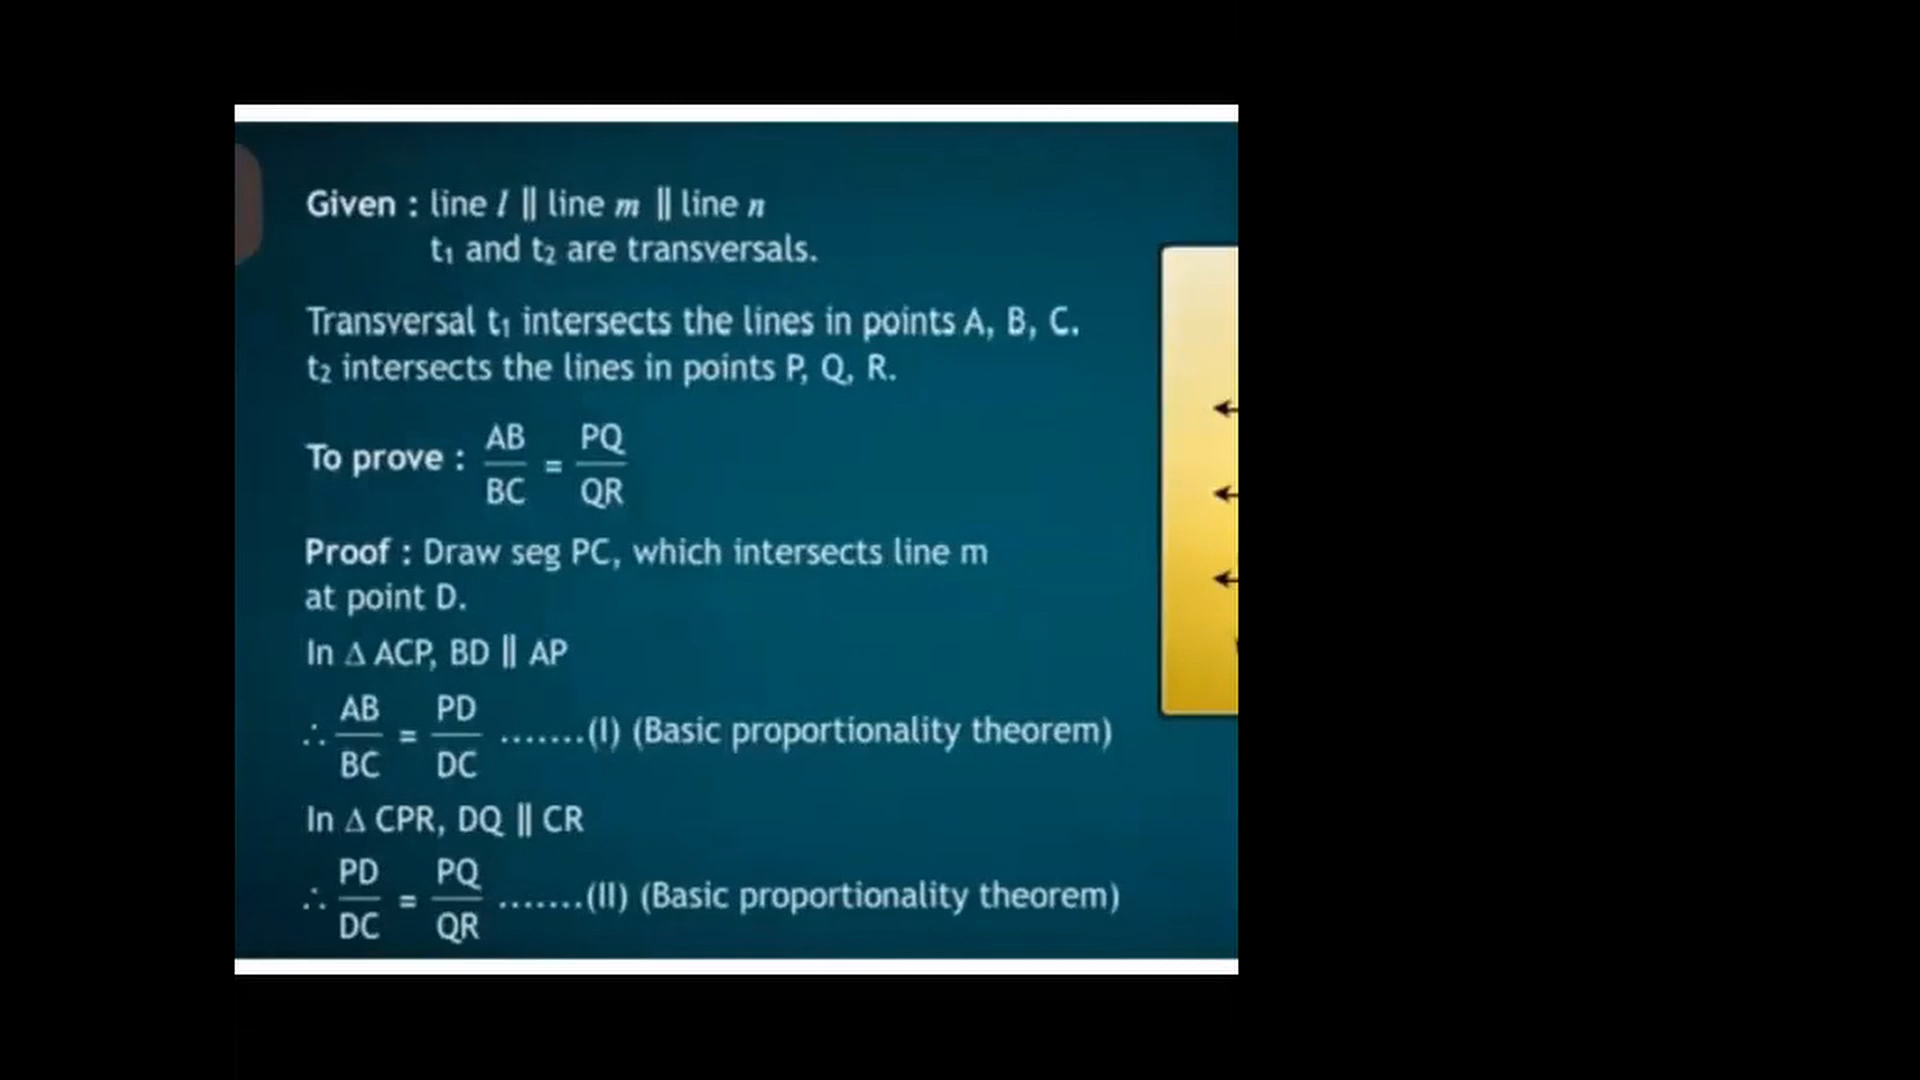 Given : line l || line m || line n
t₁ and t₂ are transversals.
Transversal t₁ intersects the lines in points A, B, C.
t₂ intersects the lines in points P, Q, R.
To prove : AB/BC = PQ/QR
Proof : Draw seg PC, which intersects line m
at point D.
In Δ ACP, BD || AP
∴ AB/BC = PD/DC .......(I) (Basic proportionality theorem)
In Δ CPR, DQ || CR
∴ PD/DC = PQ/QR .......(II) (Basic proportionality theorem)